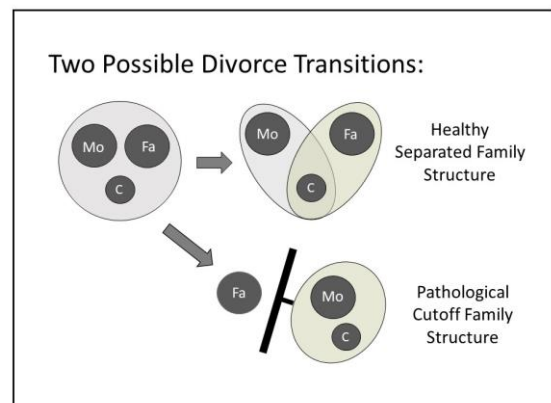 Two Possible Divorce Transitions:
Mo Fa
C
Mo Fa
C
Healthy
Separated Family
Structure
Fa
Mo
C
Pathological
Cutoff Family
Structure